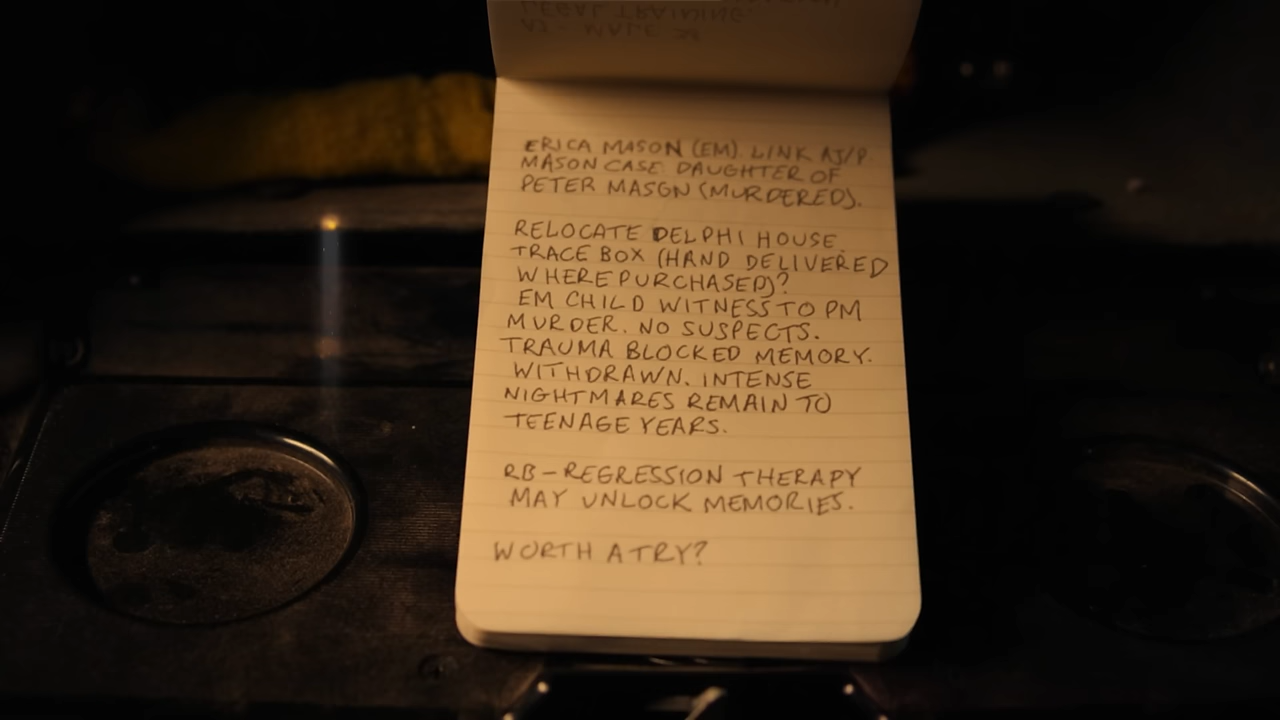 LEGAL TRAINING.
ERICA MASON (EM). LINK AJ/P
MASON CASE. DAUGHTER OF
PETER MASON (MURDERED).
RELOCATE DELPHI HOUSE.
TRACE BOX (HAND DELIVERED
WHERE PURCHASED)?
EM CHILD WITNESS TO PM
MURDER. NO SUSPECTS.
TRAUMA BLOCKED MEMORY.
WITHDRAWN. INTENSE
NIGHTMARES REMAIN TO
TEENAGE YEARS.
RB - REGRESSION THERAPY
MAY UNLOCK MEMORIES.
WORTH A TRY?